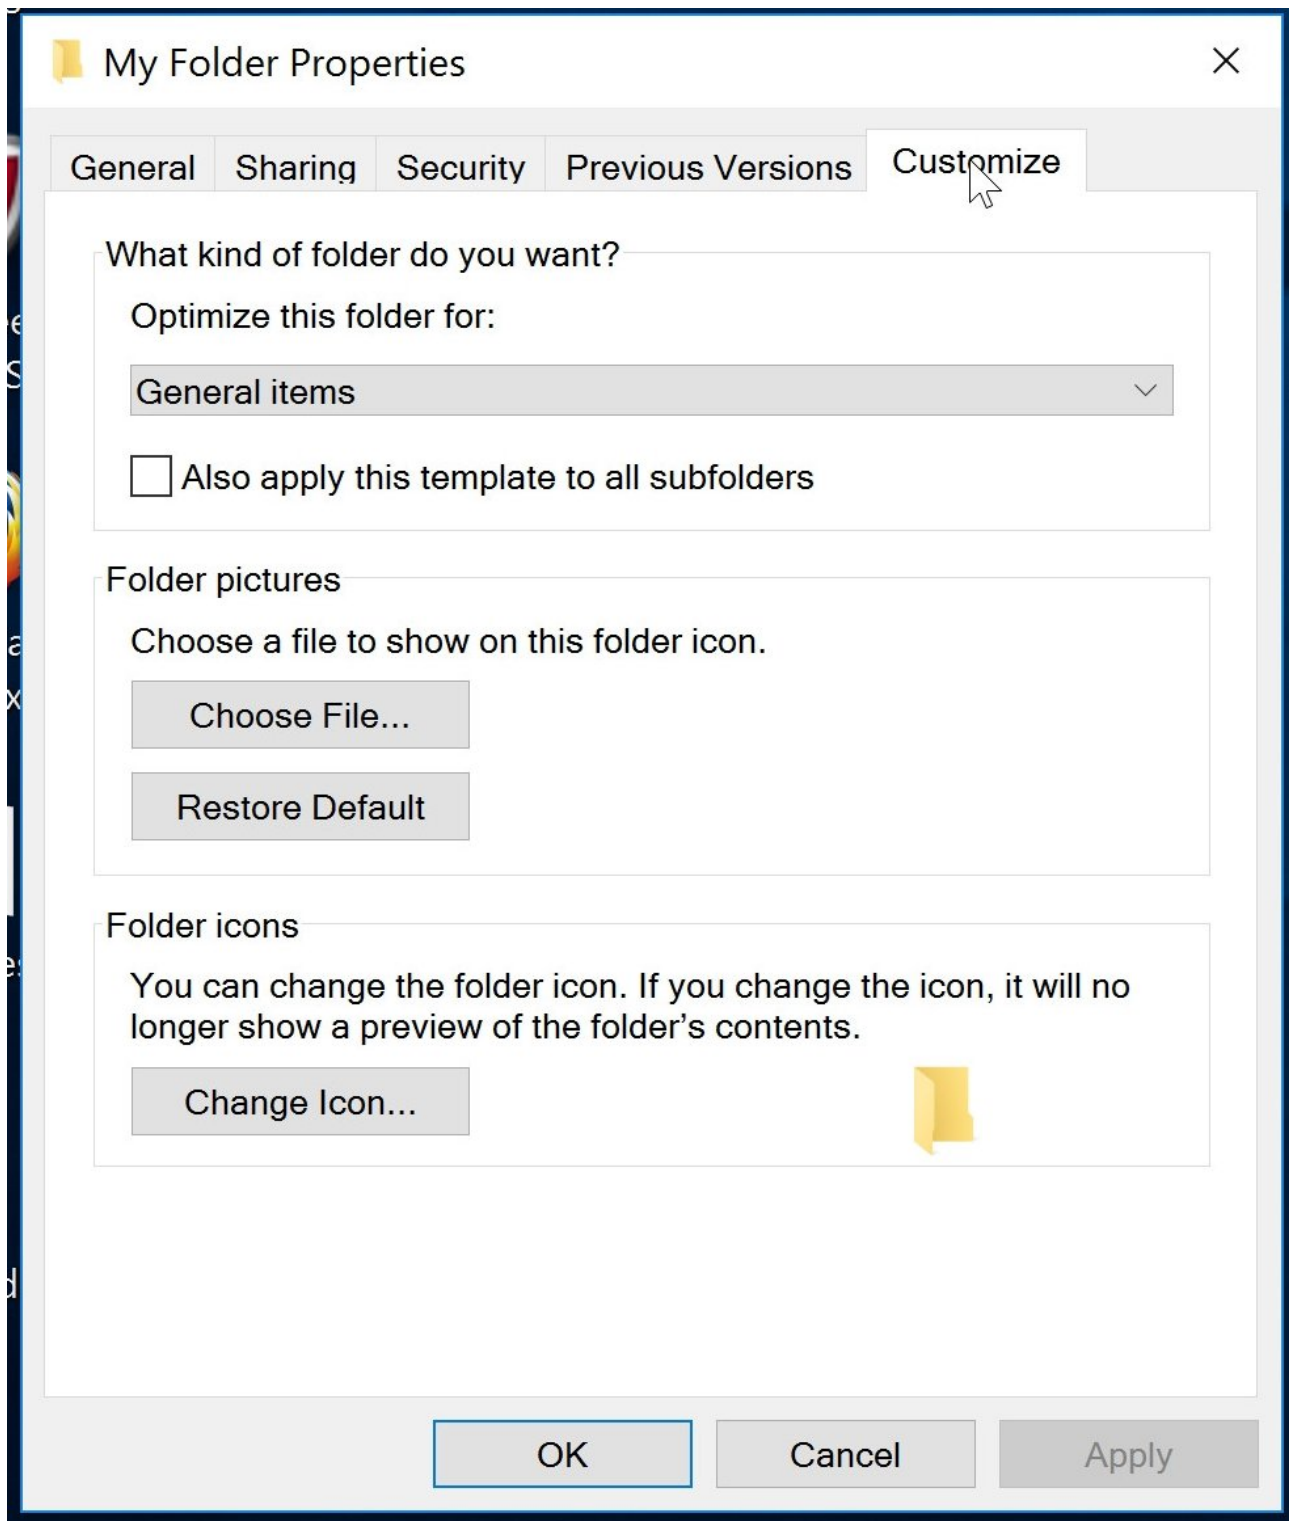 My Folder Properties
General Sharing Security Previous Versions Customize
What kind of folder do you want?
Optimize this folder for:
General items
Also apply this template to all subfolders
Folder pictures
Choose a file to show on this folder icon.
Choose File...
Restore Default
Folder icons
You can change the folder icon. If you change the icon, it will no
longer show a preview of the folder’s contents.
Change Icon...
OK Cancel Apply